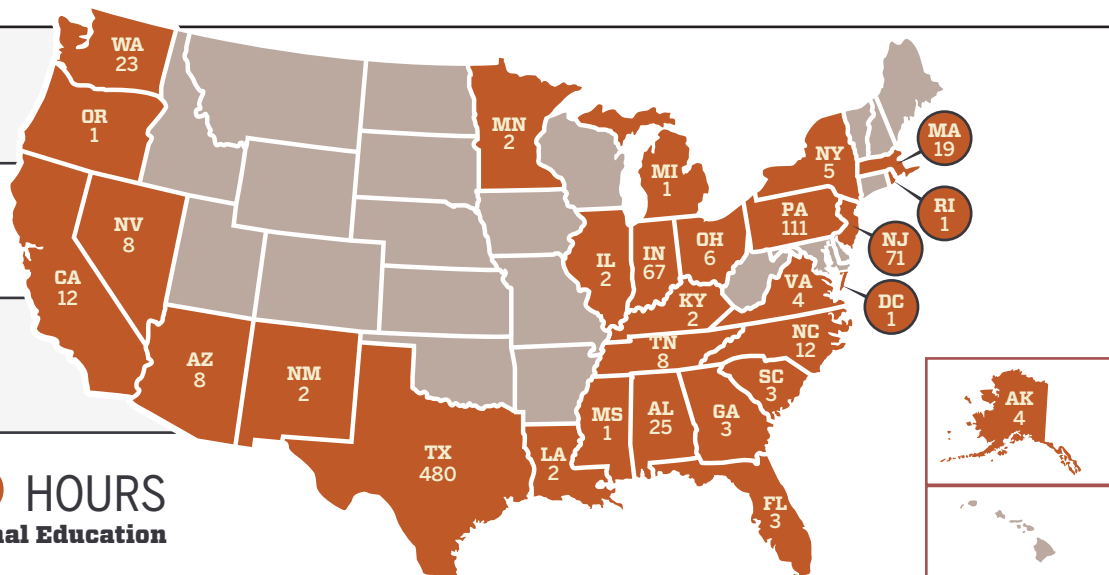 WA
23
OR
1
MN
2
MI
1
NY
5
MA
19
RI
1
NJ
71
DC
1
PA
111
NV
8
CA
12
IL
2
IN
67
OH
6
VA
4
KY
2
NC
12
TN
8
AZ
8
NM
2
SC
3
MS
1
AL
25
GA
3
TX
480
LA
2
FL
3
AK
4
HOURS
Education